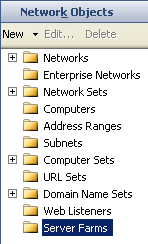 Network Objects
New Edit... Delete
Networks
Enterprise Networks
Network Sets
Computers
Address Ranges
Subnets
Computer Sets
URL Sets
Domain Name Sets
Web Listeners
Server Farms